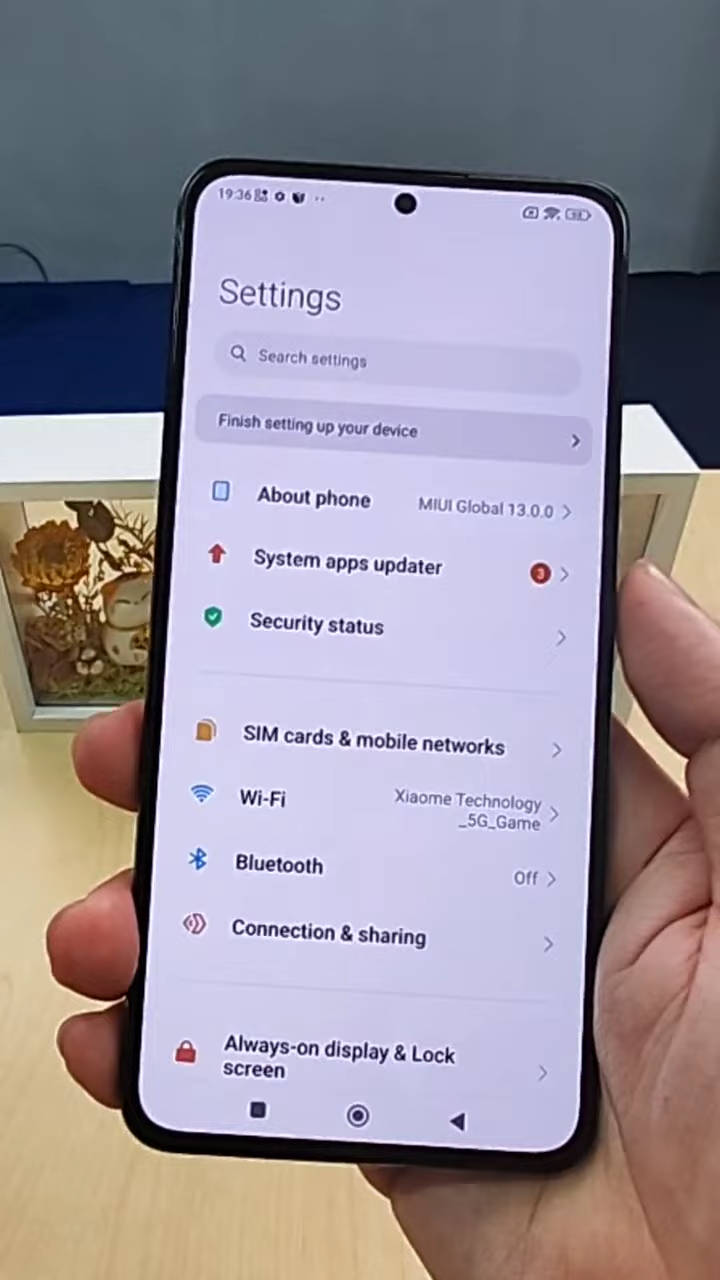 19:36
Settings
Search settings
Finish setting up your device
About phone MIUI Global 13.0.0
System apps updater 3
Security status
SIM cards & mobile networks
Wi-Fi Xiaome Technology
_5G_Game
Bluetooth Off
Connection & sharing
Always-on display & Lock
screen